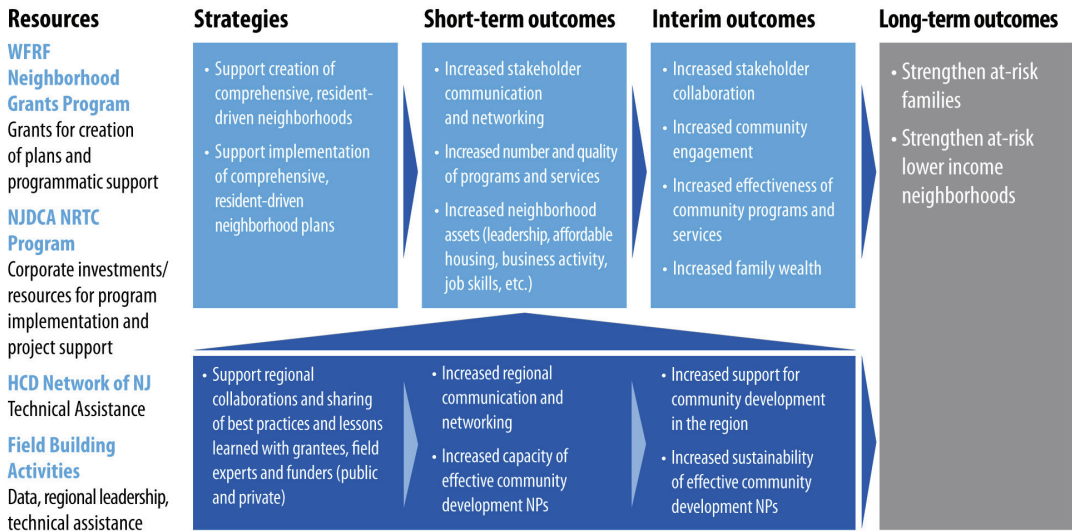 Resources
WFRF
Neighborhood
Grants Program
Grants for creation
of plans and
programmatic support
NJDCA NRTC
Program
Corporate investments/
resources for program
implementation and
project support
HCD Network of NJ
Technical Assistance
Field Building
Activities
Data, regional leadership,
technical assistance
Strategies
• Support creation of
comprehensive, resident-
driven neighborhoods
• Support implementation
of comprehensive,
resident-driven
neighborhood plans
Short-term outcomes
• Increased stakeholder
communication
and networking
• Increased number and quality
of programs and services
• Increased neighborhood
assets (leadership, affordable
housing, business activity,
job skills, etc.)
Interim outcomes
• Increased stakeholder
collaboration
• Increased community
engagement
• Increased effectiveness of
community programs and
services
• Increased family wealth
Long-term outcomes
• Strengthen at-risk
families
• Strengthen at-risk
lower income
neighborhoods
• Support regional
collaborations and sharing
of best practices and lessons
learned with grantees, field
experts and funders (public
and private)
• Increased regional
communication and
networking
• Increased capacity of
effective community
development NPs
• Increased support for
community development
in the region
• Increased sustainability
of effective community
development NPs